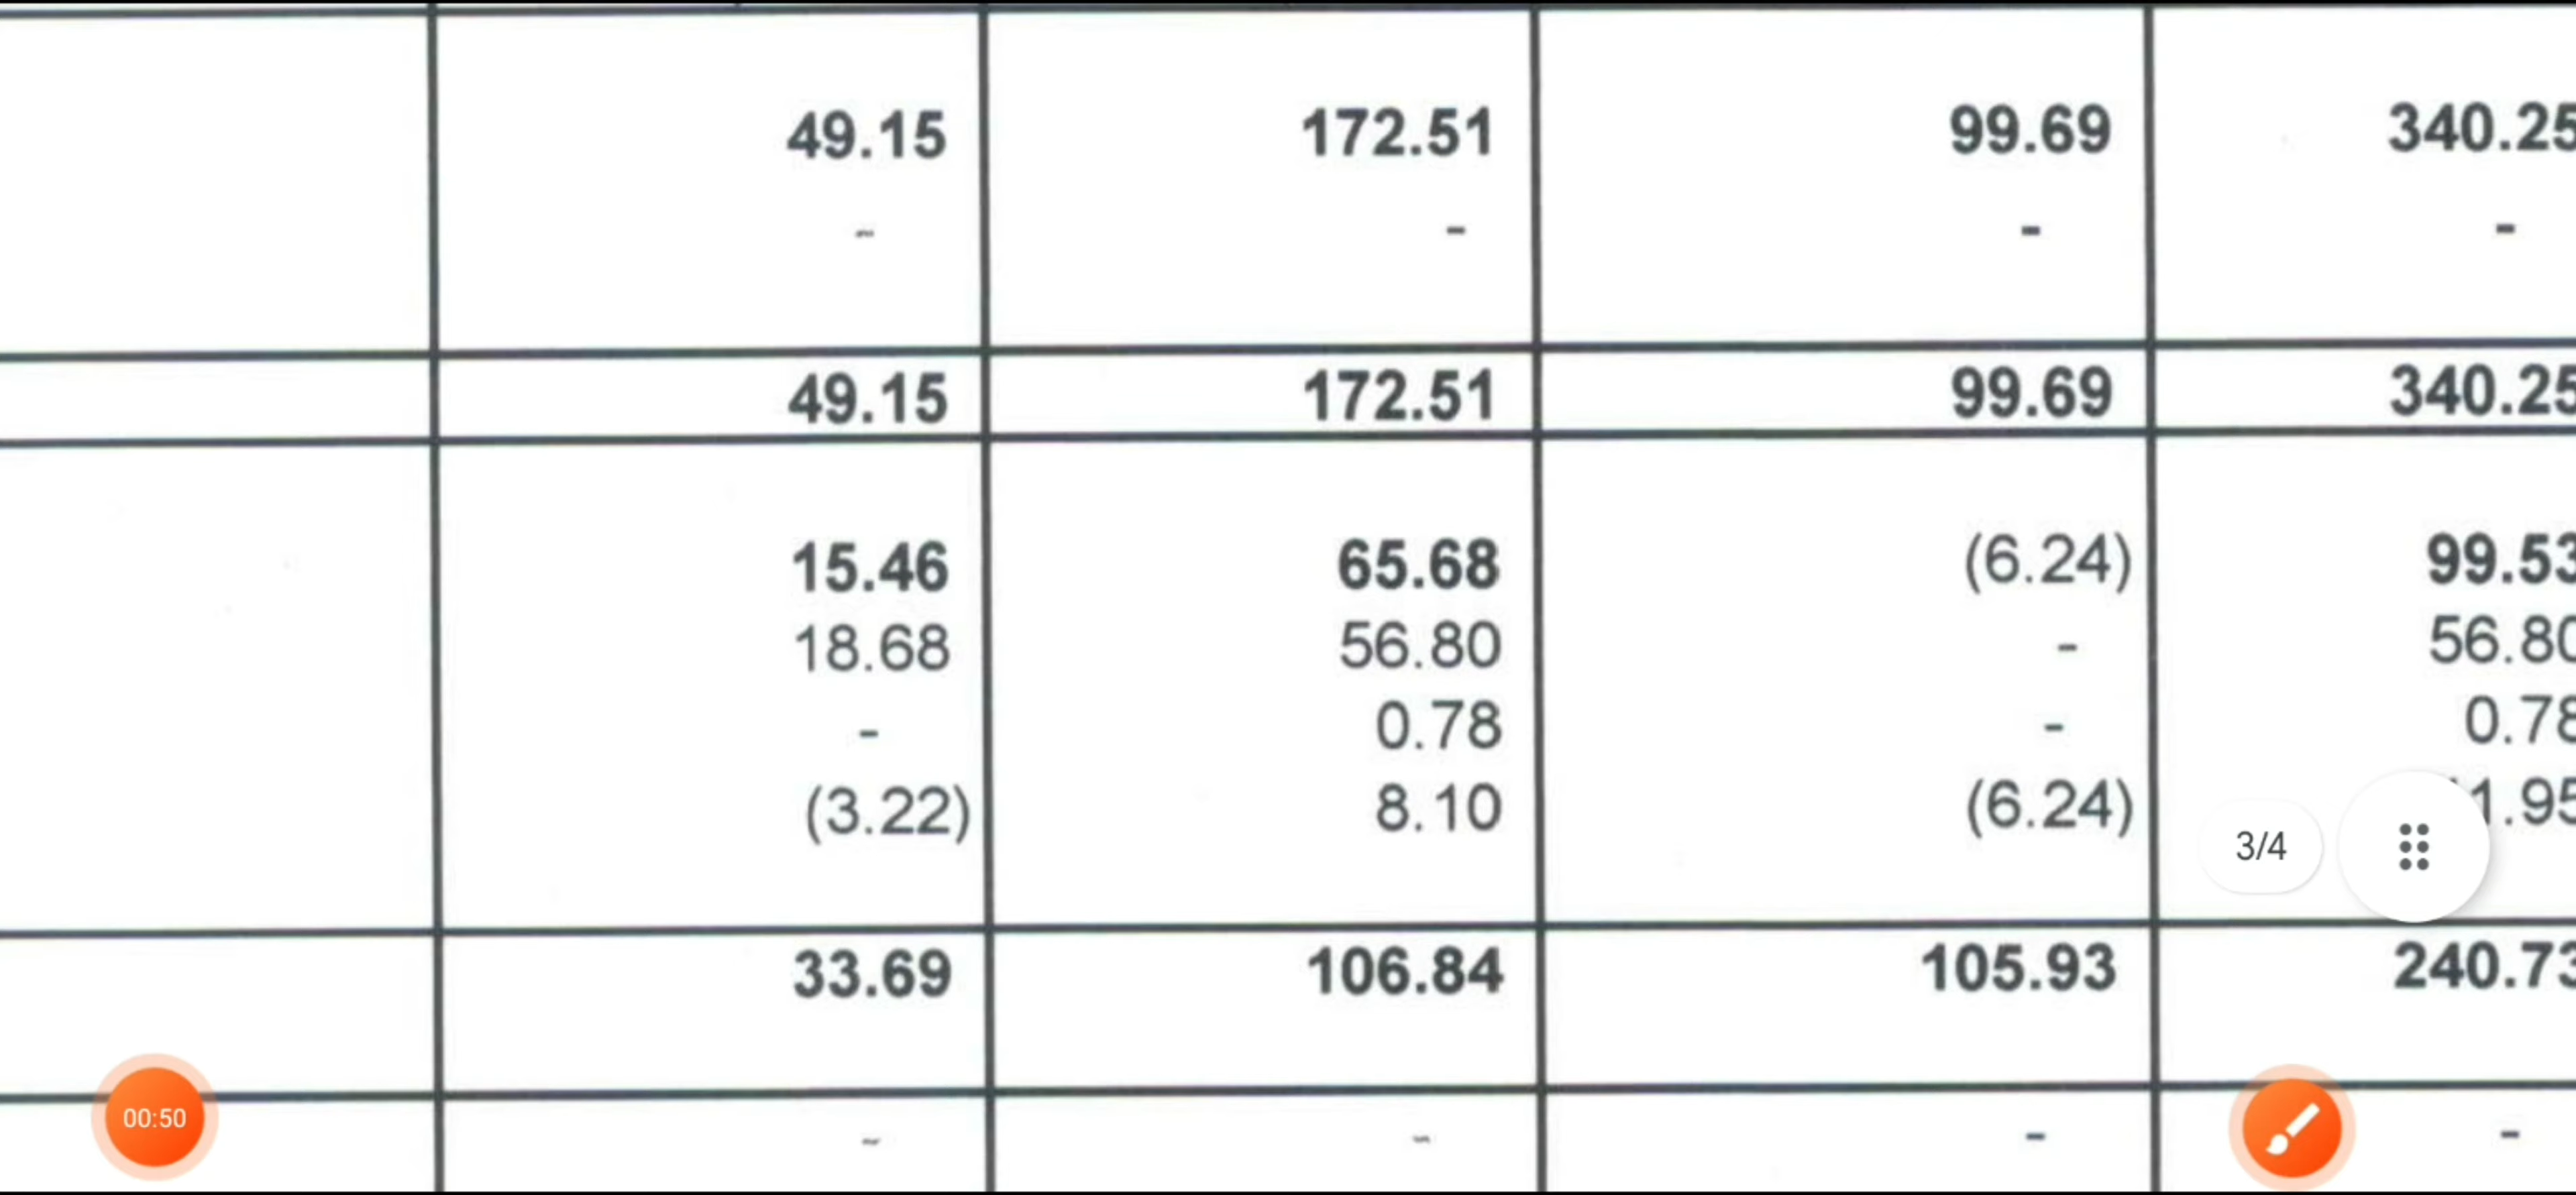 49.15 172.51 99.69 340.25
- - - -
49.15 172.51 99.69 340.25
15.46 65.68 (6.24) 99.53
18.68 56.80 - 56.80
- 0.78 - 0.78
(3.22) 8.10 (6.24) 1.95
3/4
33.69 106.84 105.93 240.73
00:50
- - - -